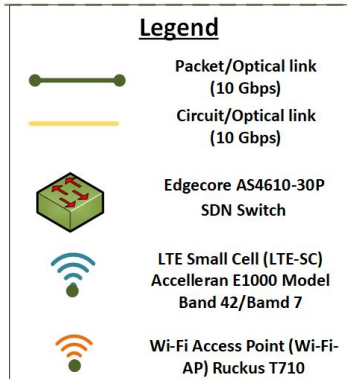 Legend
Packet/Optical link
(10 Gbps)
Circuit/Optical link
(10 Gbps)
Edgecore AS4610-30P
SDN Switch
LTE Small Cell (LTE-SC)
Accelleran E1000 Model
Band 42/Bamd 7
Wi-Fi Access Point (Wi-Fi-
AP) Ruckus T710